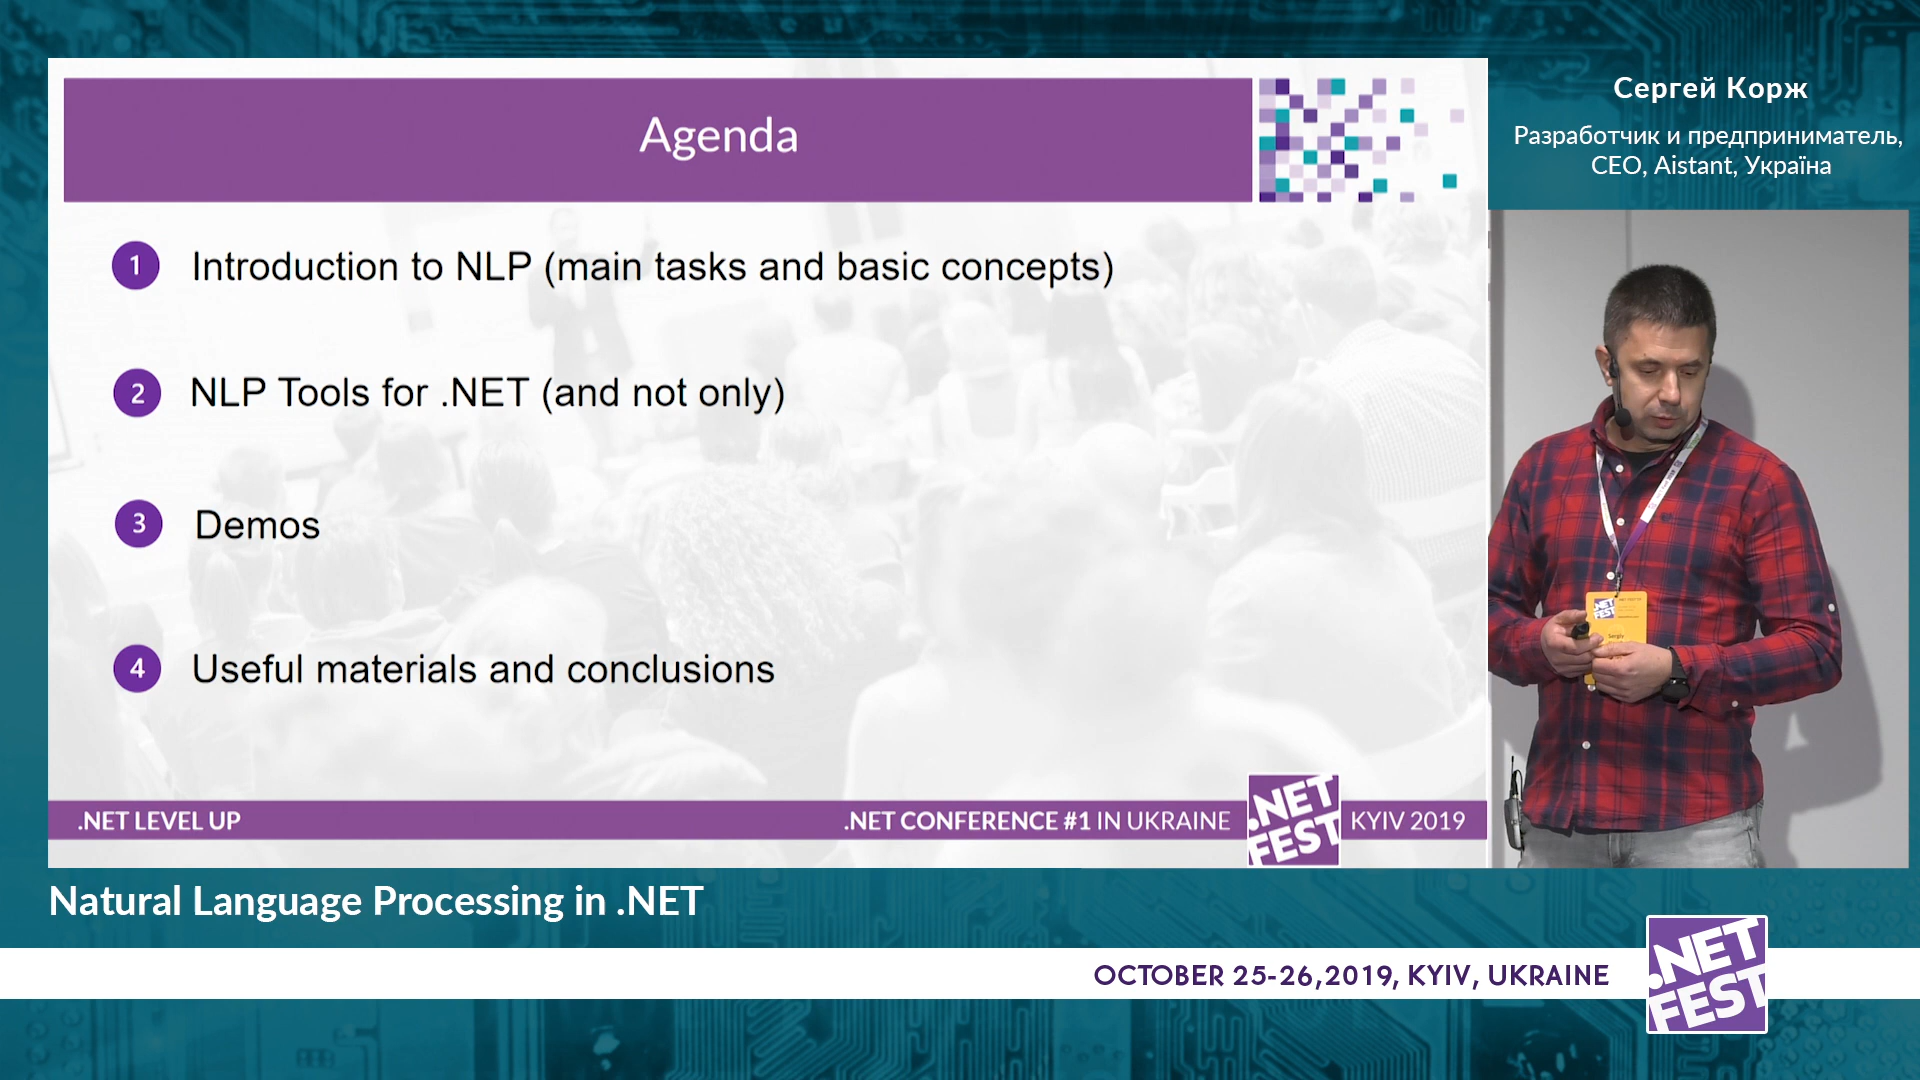 Agenda
1 Introduction to NLP (main tasks and basic concepts)
2 NLP Tools for .NET (and not only)
3 Demos
4 Useful materials and conclusions
.NET LEVEL UP
.NET CONFERENCE #1 IN UKRAINE
.NET
FEST
KYIV 2019
Сергей Корж
Разработчик и предприниматель,
CEO, Aistant, Україна
.NET
FEST
Sergiy
Natural Language Processing in .NET
OCTOBER 25-26,2019, KYIV, UKRAINE
.NET
FEST